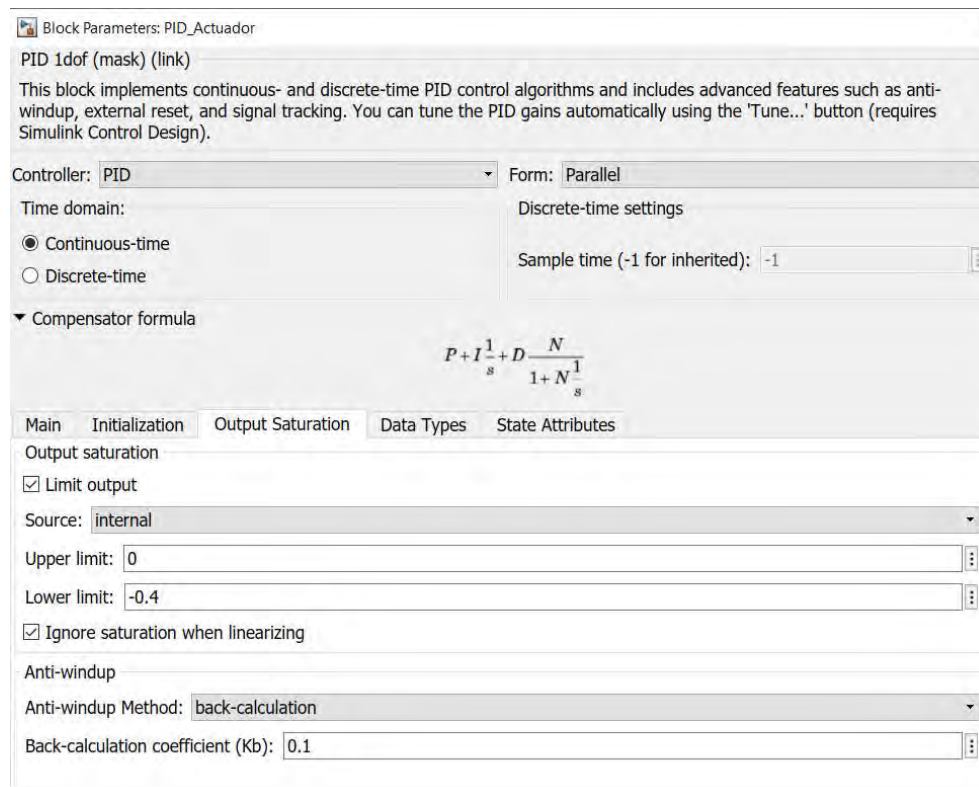 Block Parameters: PID_Actuador
PID 1dof (mask) (link)
This block implements continuous- and discrete-time PID control algorithms and includes advanced features such as anti-
windup, external reset, and signal tracking. You can tune the PID gains automatically using the 'Tune...' button (requires
Simulink Control Design).
Controller: PID Form: Parallel
Time domain: Discrete-time settings
Continuous-time
Sample time (-1 for inherited): -1
Discrete-time
Compensator formula
P+I\frac{1}{s}+D\frac{N}{1+N\frac{1}{s}}
Main Initialization Output Saturation Data Types State Attributes
Output saturation
Limit output
Source: internal
Upper limit: 0
Lower limit: -0.4
Ignore saturation when linearizing
Anti-windup
Anti-windup Method: back-calculation
Back-calculation coefficient (Kb): 0.1